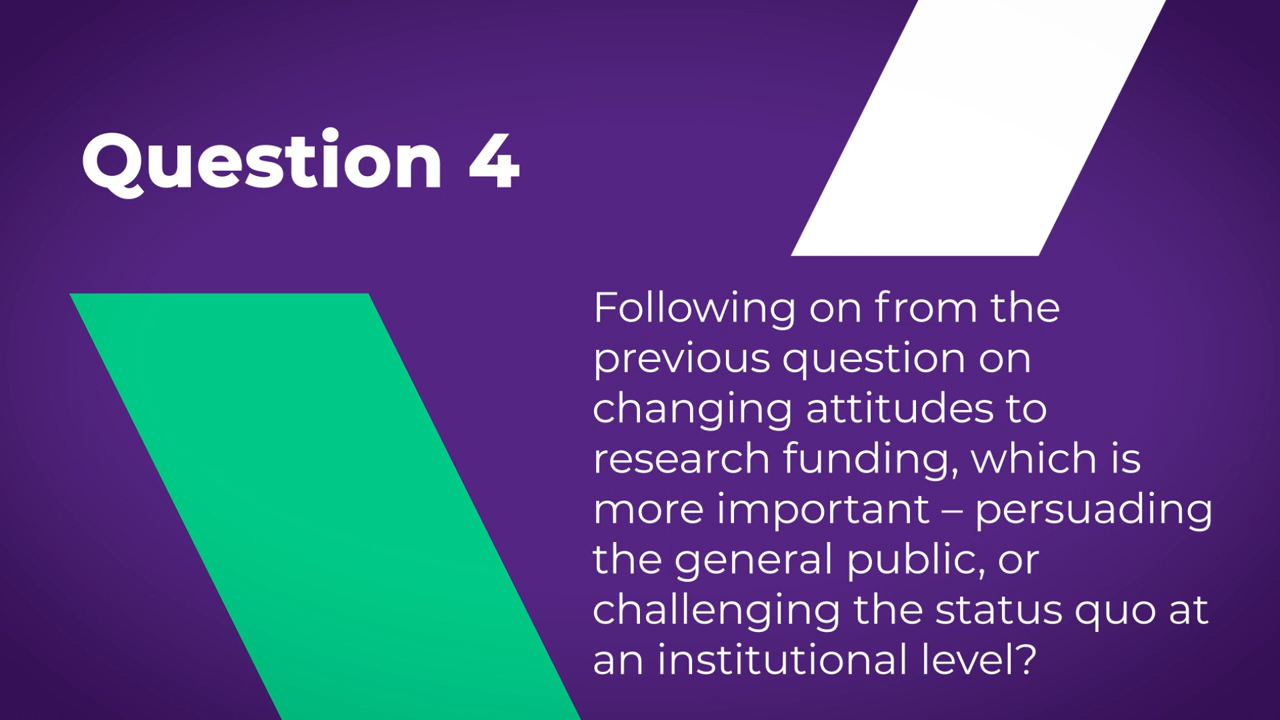 Question 4
Following on from the
previous question on
changing attitudes to
research funding, which is
more important – persuading
the general public, or
challenging the status quo at
an institutional level?